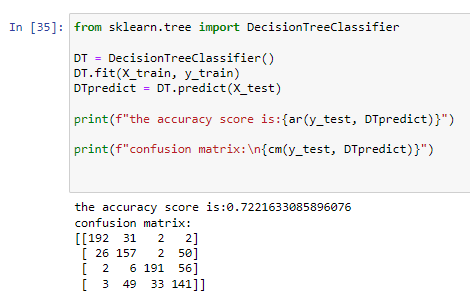 In [35]: from sklearn.tree import DecisionTreeClassifier
DT = DecisionTreeClassifier()
DT.fit(X_train, y_train)
DTpredict = DT.predict(X_test)
print(f"the accuracy score is:{ar(y_test, DTpredict)}")
print(f"confusion matrix:\n{cm(y_test, DTpredict)}")
the accuracy score is:0.7221633085896076
confusion matrix:
[[192  31   2   2]
 [ 26 157   2  50]
 [  2   6 191  56]
 [  3  49  33 141]]